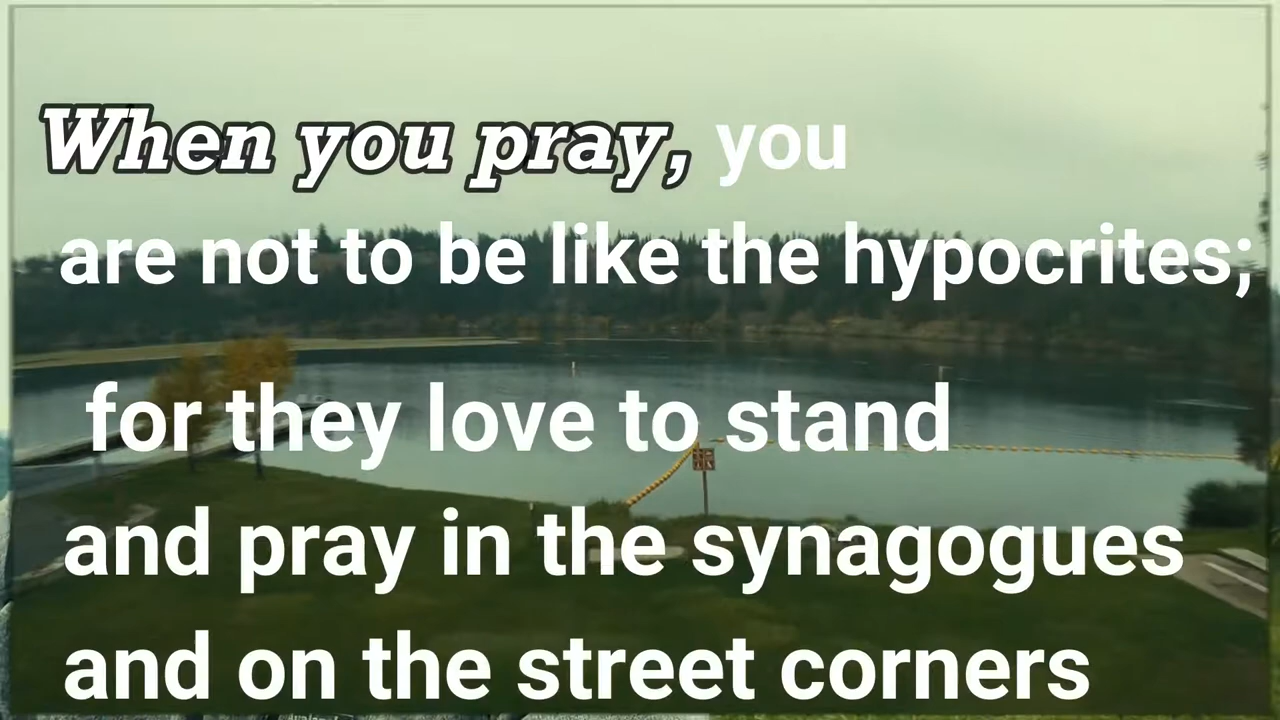 When you pray, you
are not to be like the hypocrites;
for they love to stand
and pray in the synagogues
and on the street corners